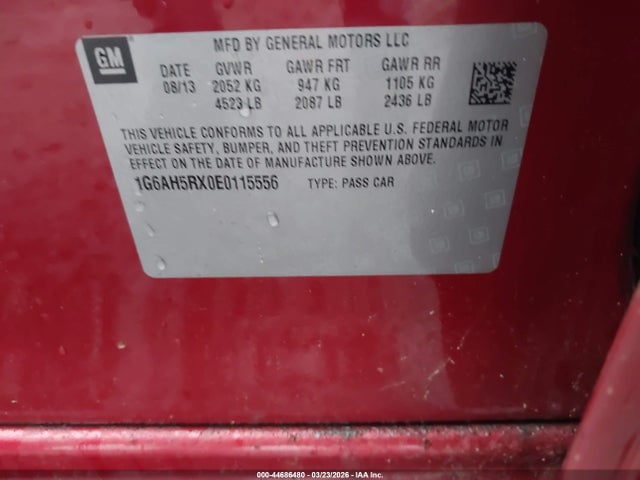 GM
MFD BY GENERAL MOTORS LLC
DATE GVWR GAWR FRT GAWR RR
08/13 2052 KG 947 KG 1105 KG
4523 LB 2087 LB 2436 LB
THIS VEHICLE CONFORMS TO ALL APPLICABLE U.S. FEDERAL MOTOR
VEHICLE SAFETY, BUMPER, AND THEFT PREVENTION STANDARDS IN
EFFECT ON THE DATE OF MANUFACTURE SHOWN ABOVE.
1G6AH5RX0E0115556 TYPE: PASS CAR
000-44686480 - 03/23/2026 - IAA Inc.